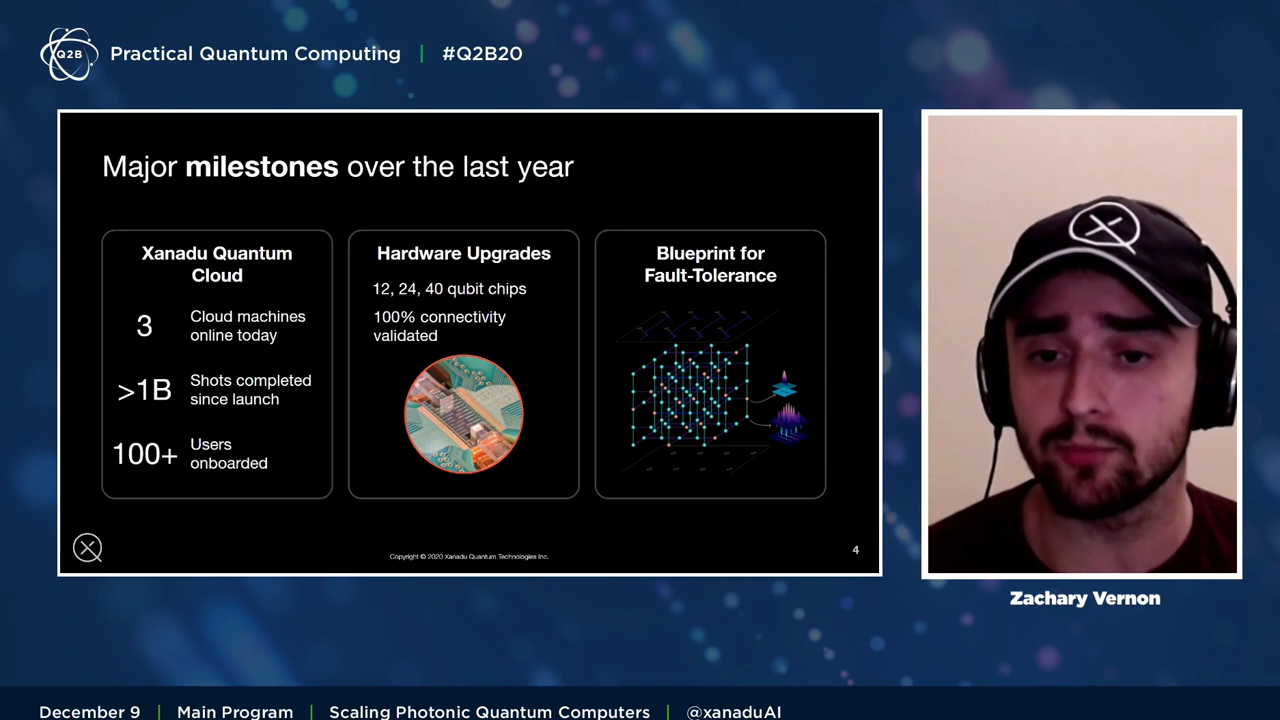 Q2B
Practical Quantum Computing | #Q2B20
Major milestones over the last year
Xanadu Quantum
Cloud
3
Cloud machines
online today
>1B
Shots completed
since launch
100+
Users
onboarded
Hardware Upgrades
12, 24, 40 qubit chips
100% connectivity
validated
Blueprint for
Fault-Tolerance
Copyright © 2020 Xanadu Quantum Technologies Inc.
4
Zachary Vernon
December 9 | Main Program | Scaling Photonic Quantum Computers | @xanaduAI